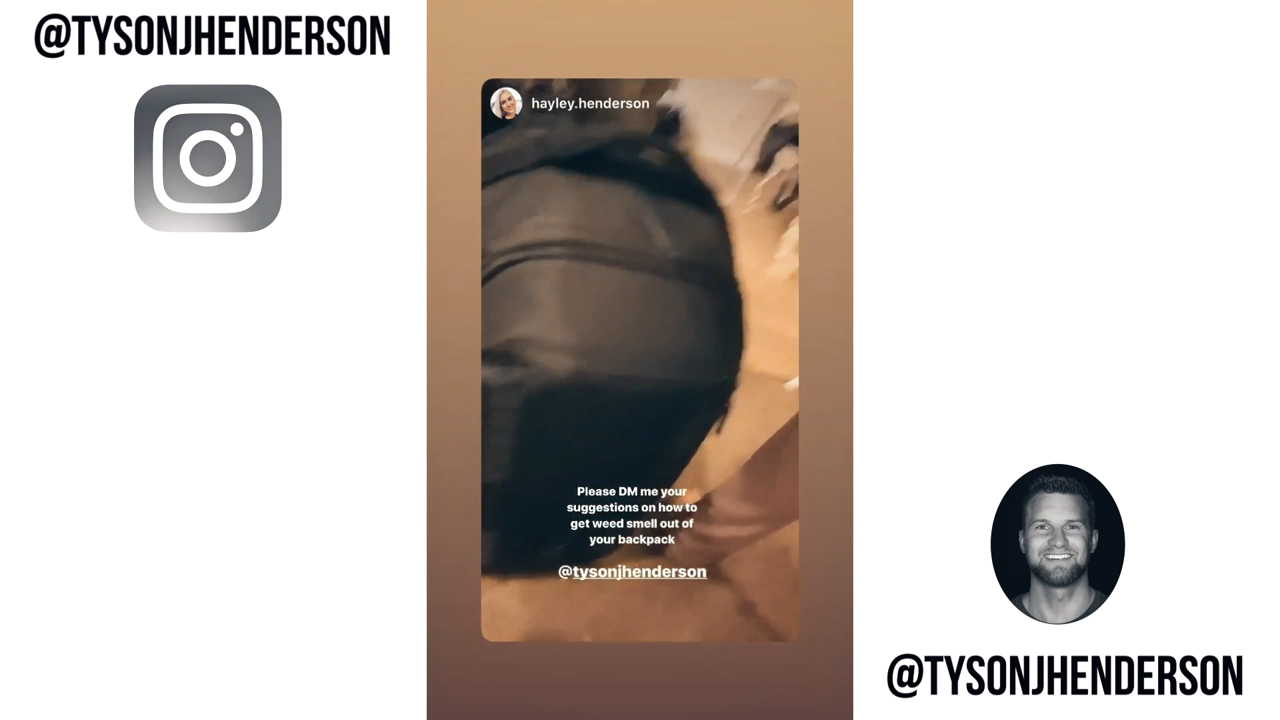 @TYSONJHENDERSON
hayley.henderson
Please DM me your
suggestions on how to
get weed smell out of
your backpack
@tysonjhenderson
@TYSONJHENDERSON